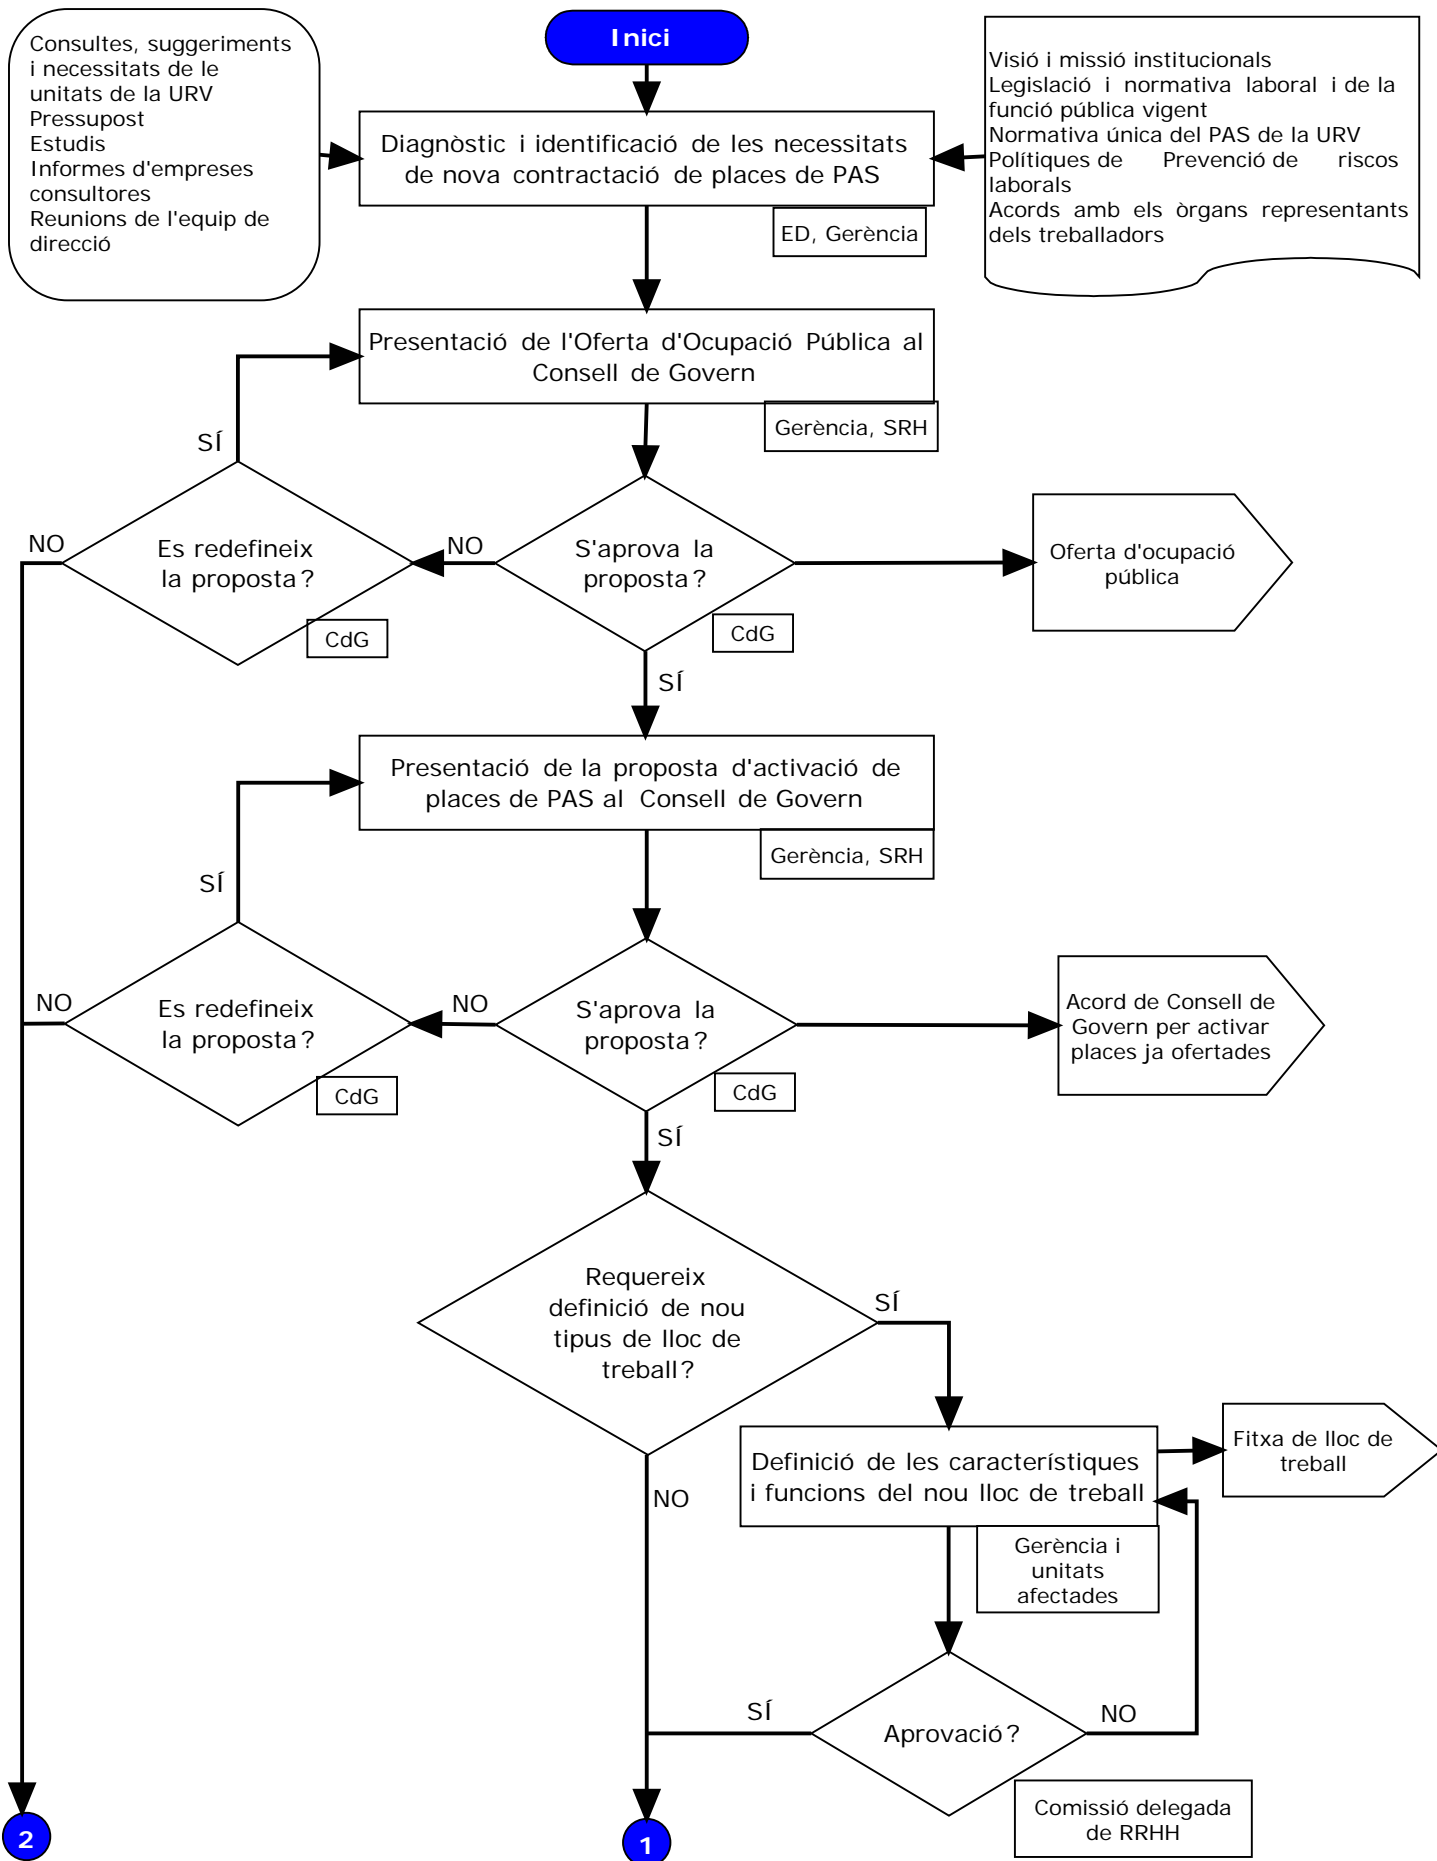 Inici
Consultes, suggeriments
i necessitats de le
unitats de la URV
Pressupost
Estudis
Informes d'empreses
consultores
Reunions de l'equip de
direcció
Diagnòstic i identificació de les necessitats
de nova contractació de places de PAS
ED, Gerència
Visió i missió institucionals
Legislació i normativa laboral i de la
funció pública vigent
Normativa única del PAS de la URV
Polítiques de Prevenció de riscos
laborals
Acords amb els òrgans representants
dels treballadors
Presentació de l'Oferta d'Ocupació Pública al
Consell de Govern
Gerència, SRH
SÍ
NO
Es redefineix
la proposta?
CdG
NO
S'aprova la
proposta?
CdG
Oferta d'ocupació
pública
SÍ
Presentació de la proposta d'activació de
places de PAS al Consell de Govern
Gerència, SRH
SÍ
NO
Es redefineix
la proposta?
CdG
NO
S'aprova la
proposta?
CdG
Acord de Consell de
Govern per activar
places ja ofertades
SÍ
Requereix
definició de nou
tipus de lloc de
treball?
SÍ
NO
Definició de les característiques
i funcions del nou lloc de treball
Gerència i
unitats
afectades
Fitxa de lloc de
treball
SÍ
Aprovació?
NO
Comissió delegada
de RRHH
2
1